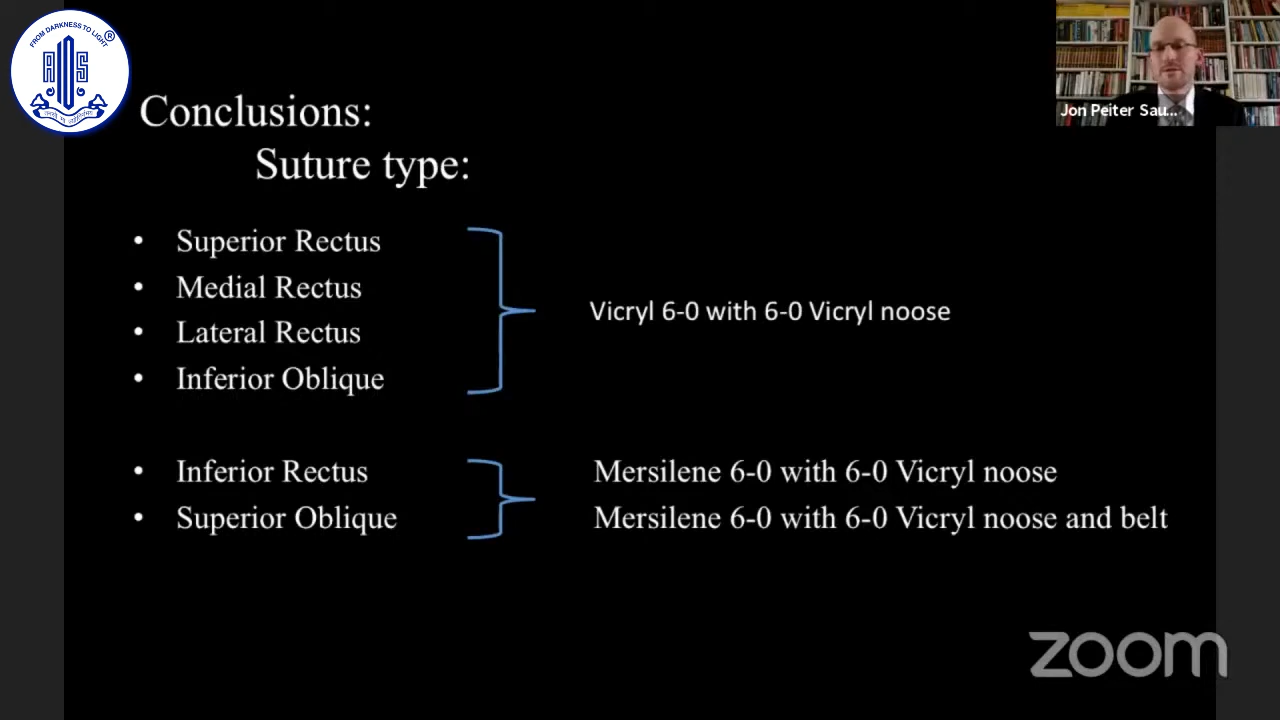 FROM DARKNESS TO LIGHT
®
AIOS
Conclusions:
Suture type:
• Superior Rectus
• Medial Rectus
• Lateral Rectus
• Inferior Oblique
Vicryl 6-0 with 6-0 Vicryl noose
• Inferior Rectus
• Superior Oblique
Mersilene 6-0 with 6-0 Vicryl noose
Mersilene 6-0 with 6-0 Vicryl noose and belt
Jon Peiter Sau...
zoom